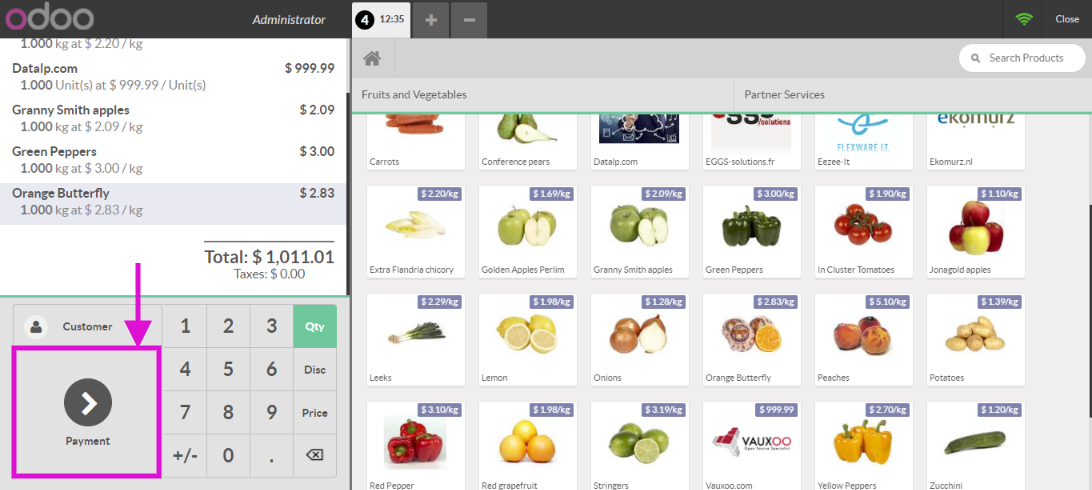 odoo
Administrator
4 12:35
+
−
Close
1.000 kg at $ 2.20 / kg
Datalp.com $ 999.99
1.000 Unit(s) at $ 999.99 / Unit(s)
Granny Smith apples $ 2.09
1.000 kg at $ 2.09 / kg
Green Peppers $ 3.00
1.000 kg at $ 3.00 / kg
Orange Butterfly $ 2.83
1.000 kg at $ 2.83 / kg
Total: $ 1,011.01
Taxes: $ 0.00
Customer
Payment
1 2 3 Qty
4 5 6 Disc
7 8 9 Price
+/- 0 .
Search Products
Fruits and Vegetables Partner Services
/solutions
FLEXWARE I.T.
ekomurz
Carrots Conference pears Datalp.com EGGS-solutions.fr Eezee-It Ekomurz.nl
$ 2.20/kg $ 1.69/kg $ 2.09/kg $ 3.00/kg $ 1.90/kg $ 1.10/kg
Extra Flandria chicory Golden Apples Perlim Granny Smith apples Green Peppers In Cluster Tomatoes Jonagold apples
$ 2.29/kg $ 1.98/kg $ 1.28/kg $ 2.83/kg $ 5.10/kg $ 1.39/kg
Leeks Lemon Onions Orange Butterfly Peaches Potatoes
$ 3.10/kg $ 1.98/kg $ 3.19/kg $ 999.99 $ 2.70/kg $ 1.20/kg
VAUXOO
Open Source Specialist
Red Pepper Red grapefruit Stringers Vauxoo.com Yellow Peppers Zucchini